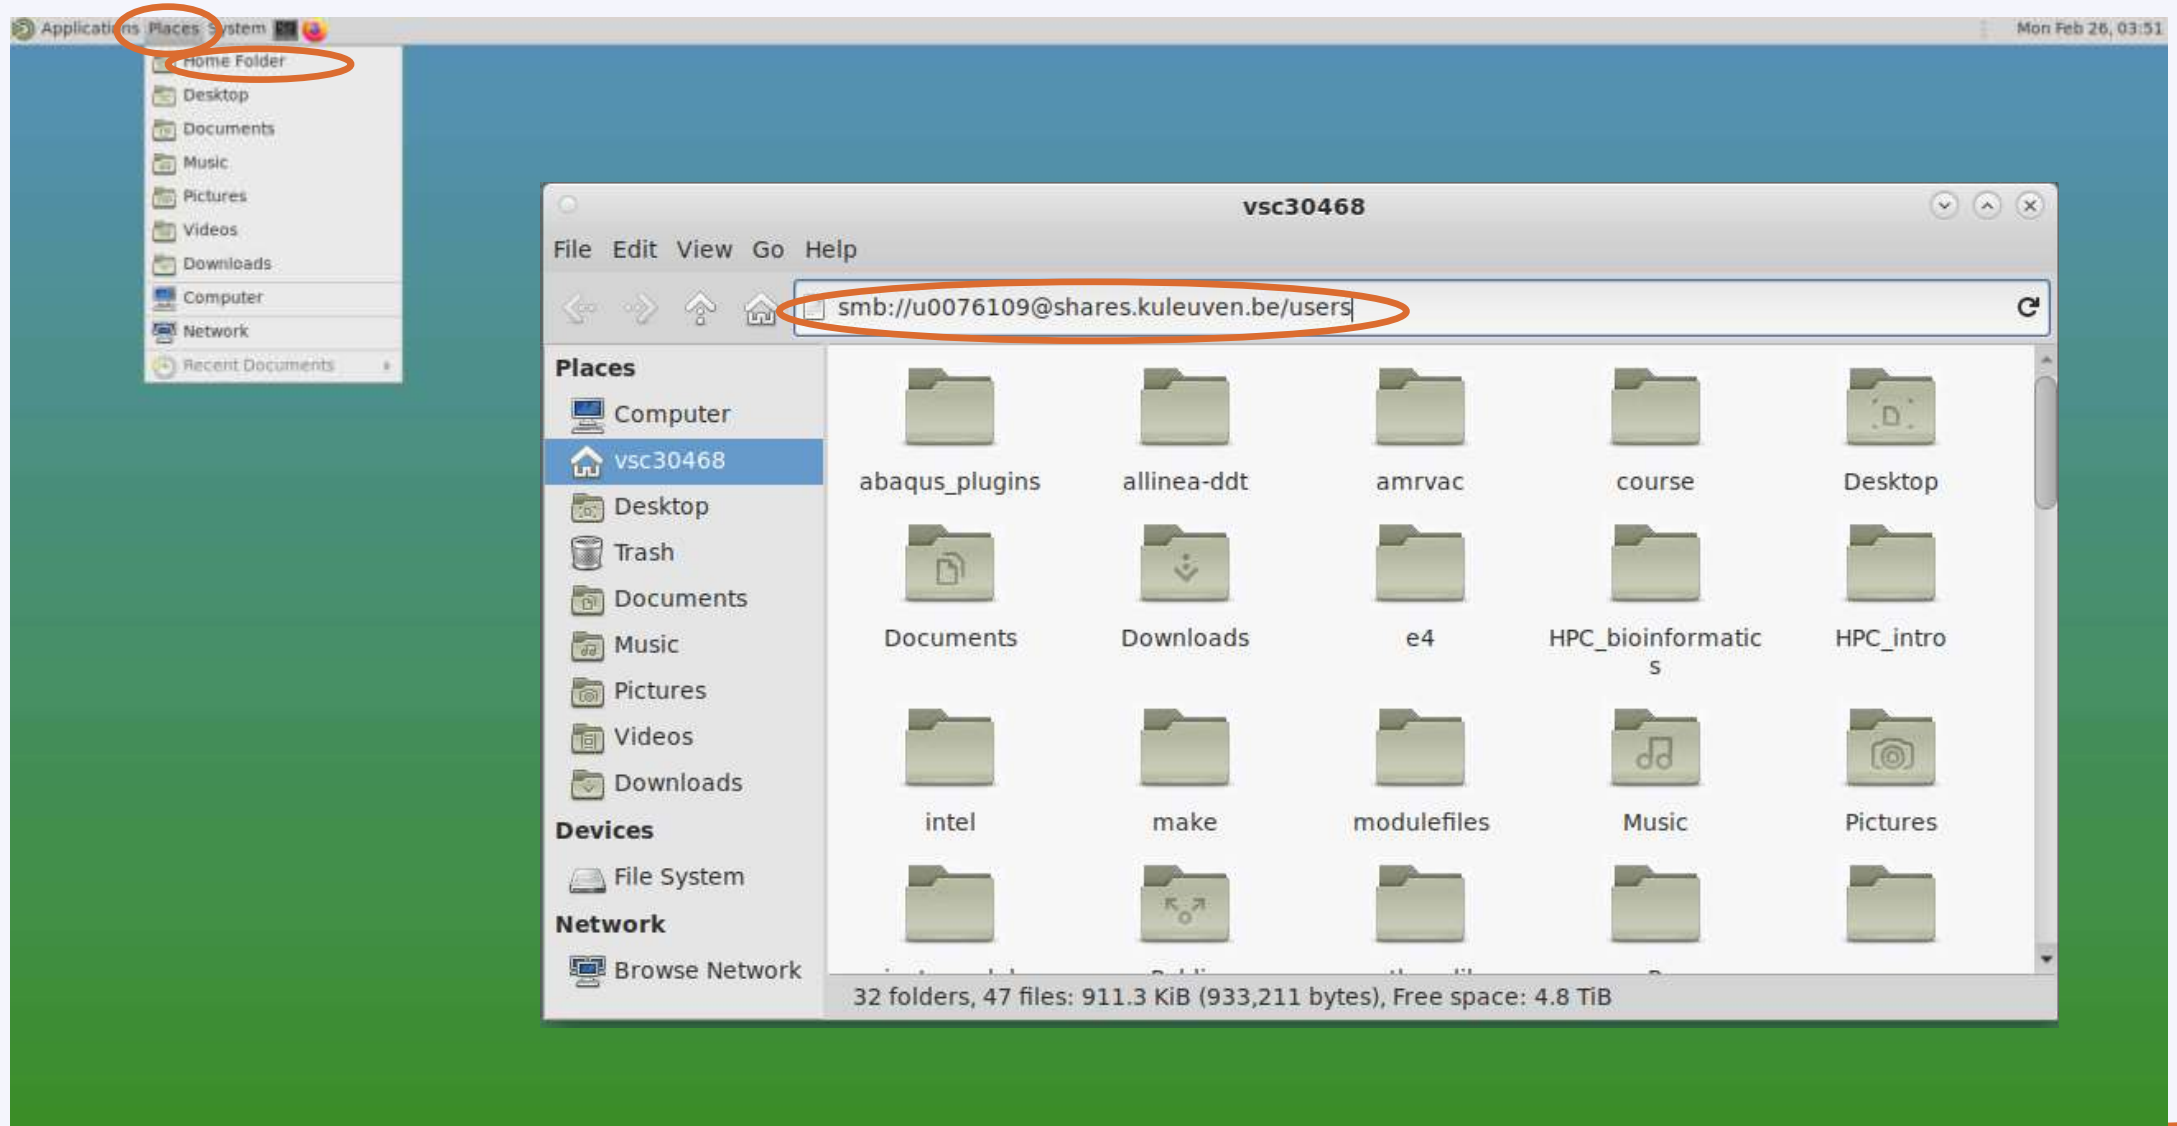 Applications Places System Mon Feb 26, 03:51
Home Folder
Desktop
Documents
Music
Pictures
Videos
Downloads
Computer
Network
Recent Documents
vsc30468
File Edit View Go Help
smb://u0076109@shares.kuleuven.be/users
Places
Computer
vsc30468
Desktop
Trash
Documents
Music
Pictures
Videos
Downloads
Devices
File System
Network
Browse Network
abaqus_plugins allinea-ddt amrvac course Desktop
Documents Downloads e4 HPC_bioinformatic HPC_intro
s
intel make modulefiles Music Pictures
32 folders, 47 files: 911.3 KiB (933,211 bytes), Free space: 4.8 TiB